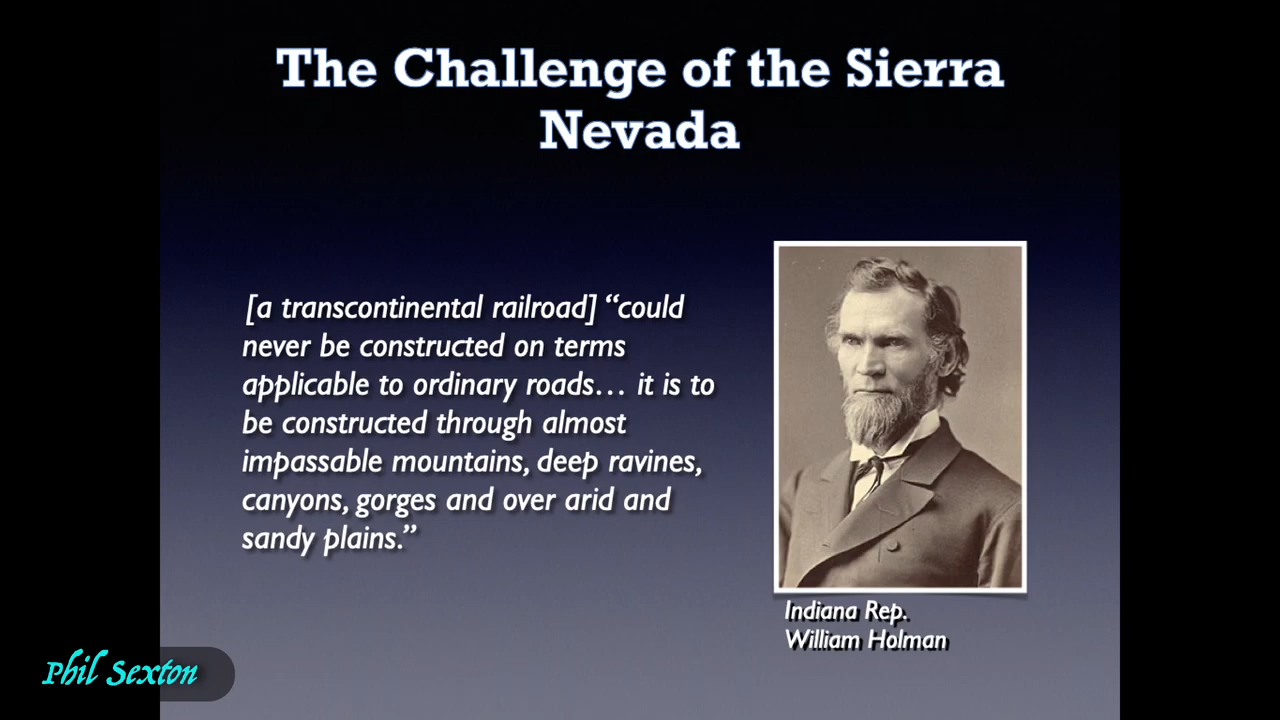 The Challenge of the Sierra
Nevada
[a transcontinental railroad] “could
never be constructed on terms
applicable to ordinary roads… it is to
be constructed through almost
impassable mountains, deep ravines,
canyons, gorges and over arid and
sandy plains.”
Indiana Rep.
William Holman
Phil Sexton